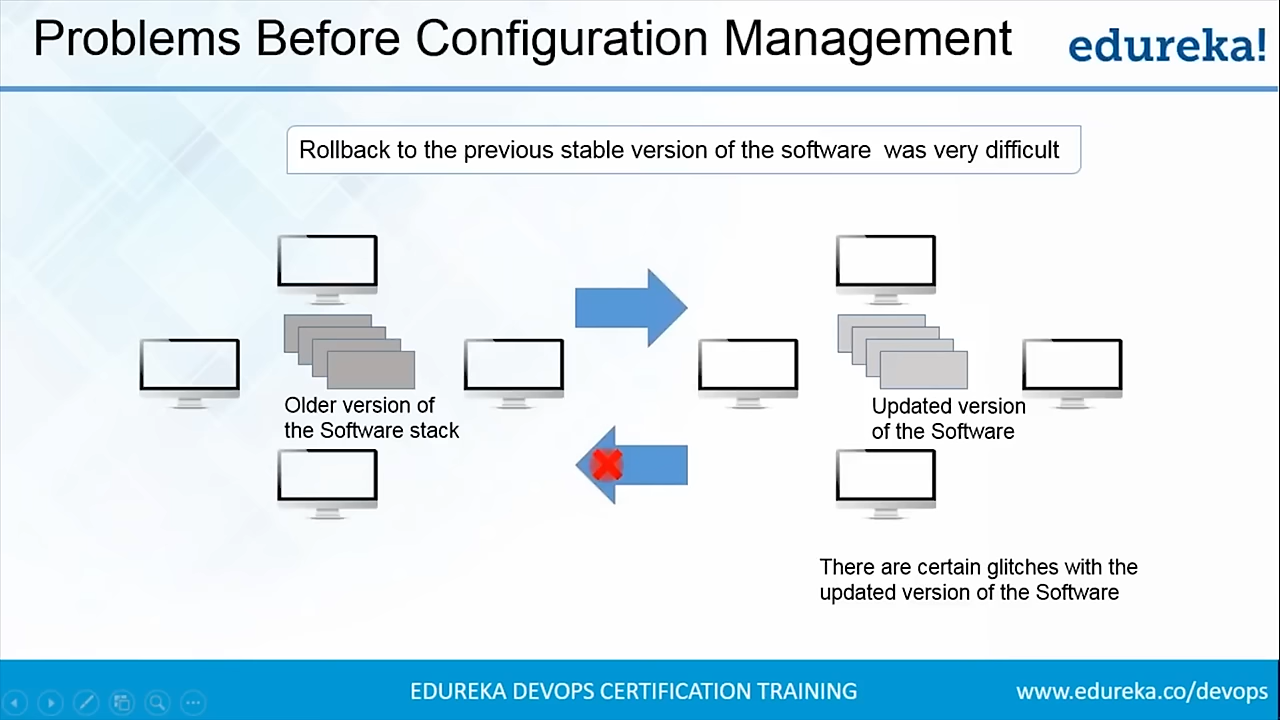 Problems Before Configuration Management
edureka!
Rollback to the previous stable version of the software was very difficult
Older version of
the Software stack
Updated version
of the Software
There are certain glitches with the
updated version of the Software
EDUREKA DEVOPS CERTIFICATION TRAINING
www.edureka.co/devops